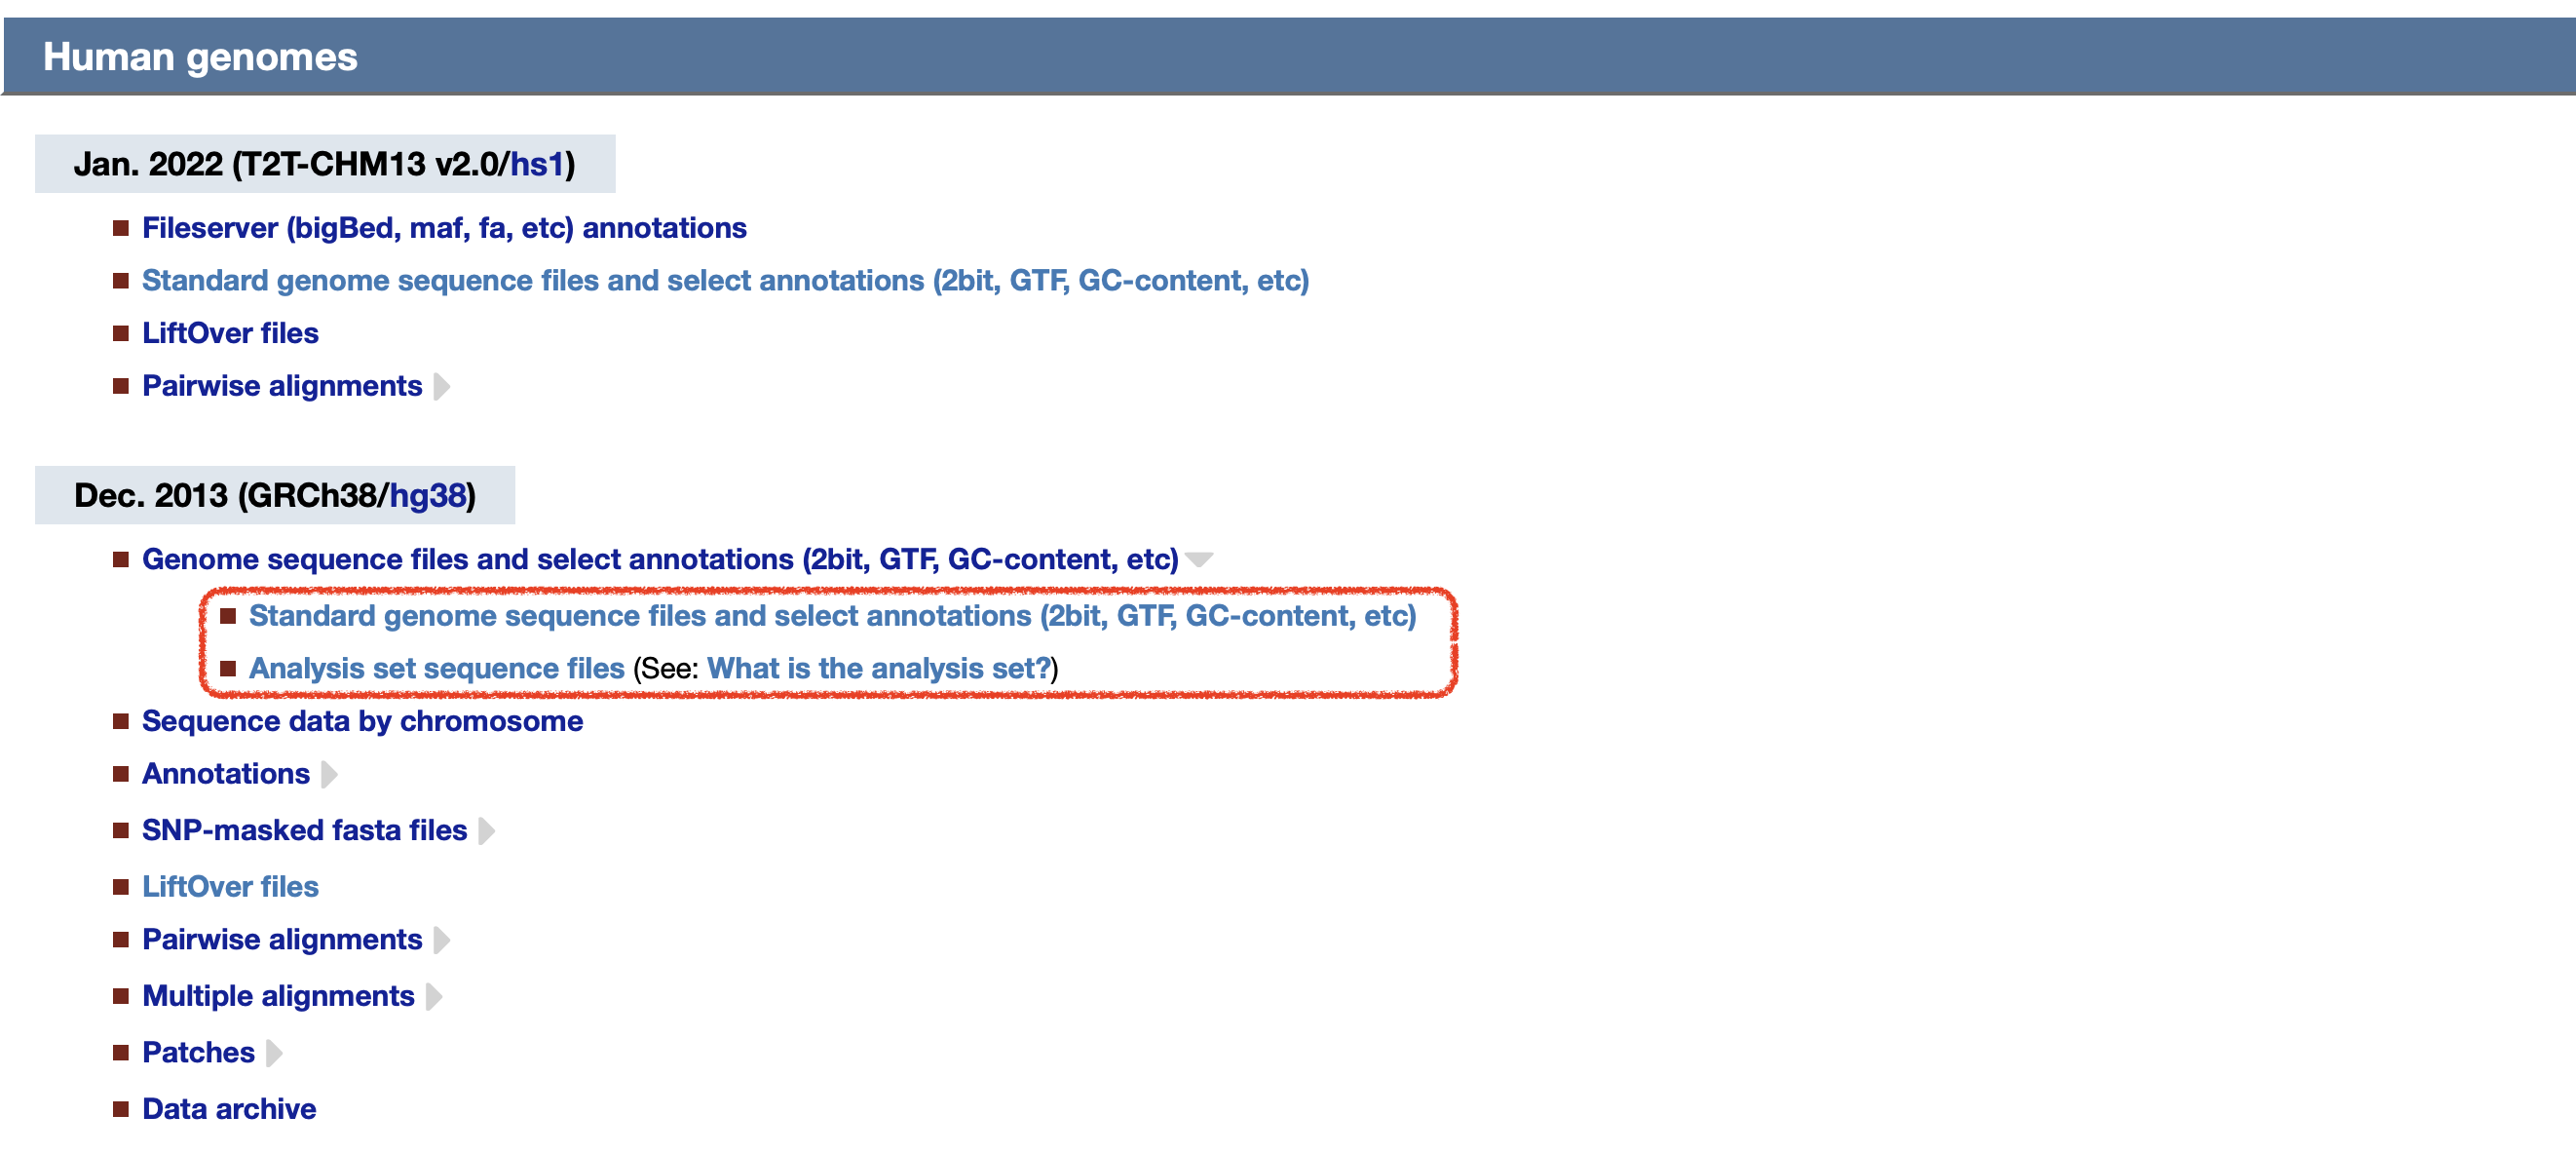 Human genomes
Jan. 2022 (T2T-CHM13 v2.0/hs1)
Fileserver (bigBed, maf, fa, etc) annotations
Standard genome sequence files and select annotations (2bit, GTF, GC-content, etc)
LiftOver files
Pairwise alignments
Dec. 2013 (GRCh38/hg38)
Genome sequence files and select annotations (2bit, GTF, GC-content, etc)
Standard genome sequence files and select annotations (2bit, GTF, GC-content, etc)
Analysis set sequence files (See: What is the analysis set?)
Sequence data by chromosome
Annotations
SNP-masked fasta files
LiftOver files
Pairwise alignments
Multiple alignments
Patches
Data archive